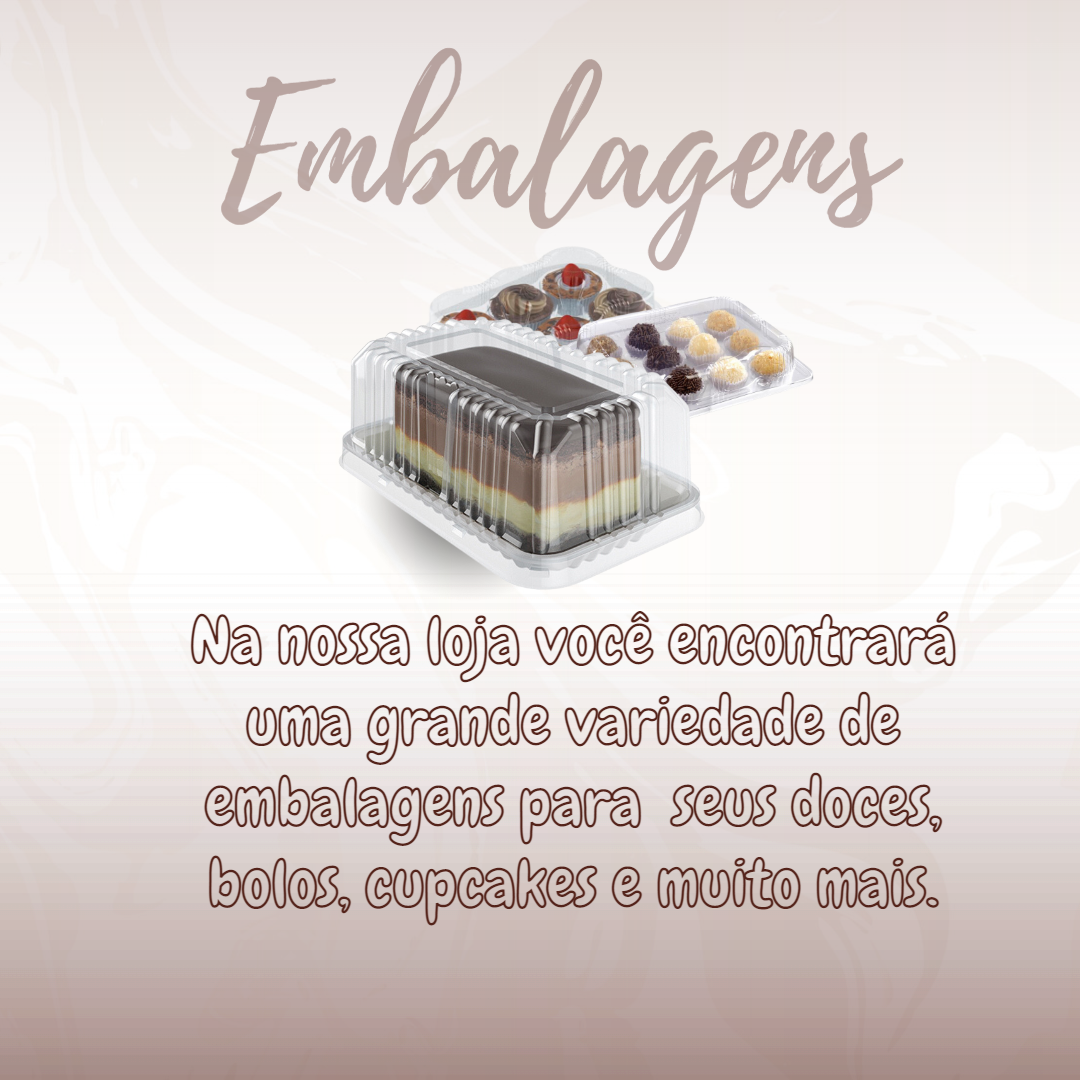 Embalagens
Na nossa loja você encontrará
uma grande variedade de
embalagens para seus doces,
bolos, cupcakes e muito mais.